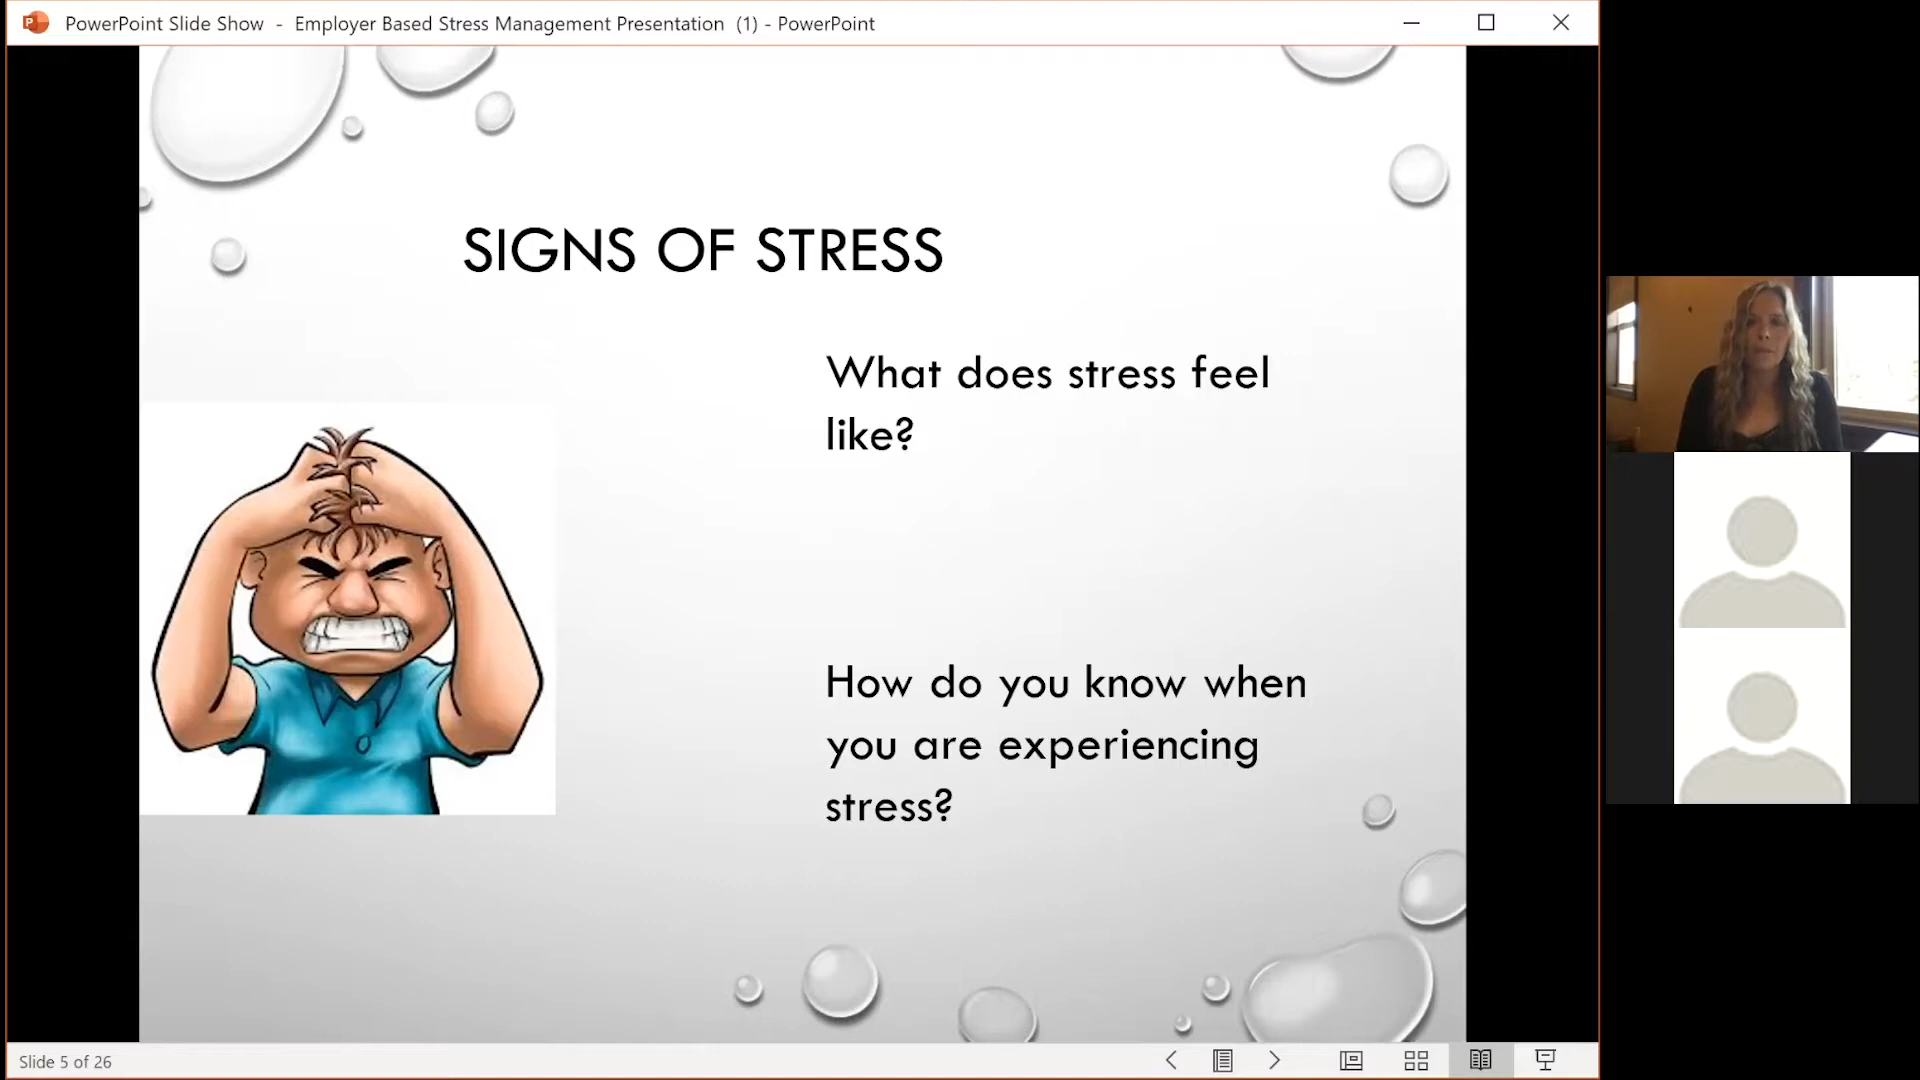 PowerPoint Slide Show - Employer Based Stress Management Presentation (1) - PowerPoint
SIGNS OF STRESS
What does stress feel
like?
How do you know when
you are experiencing
stress?
Slide 5 of 26